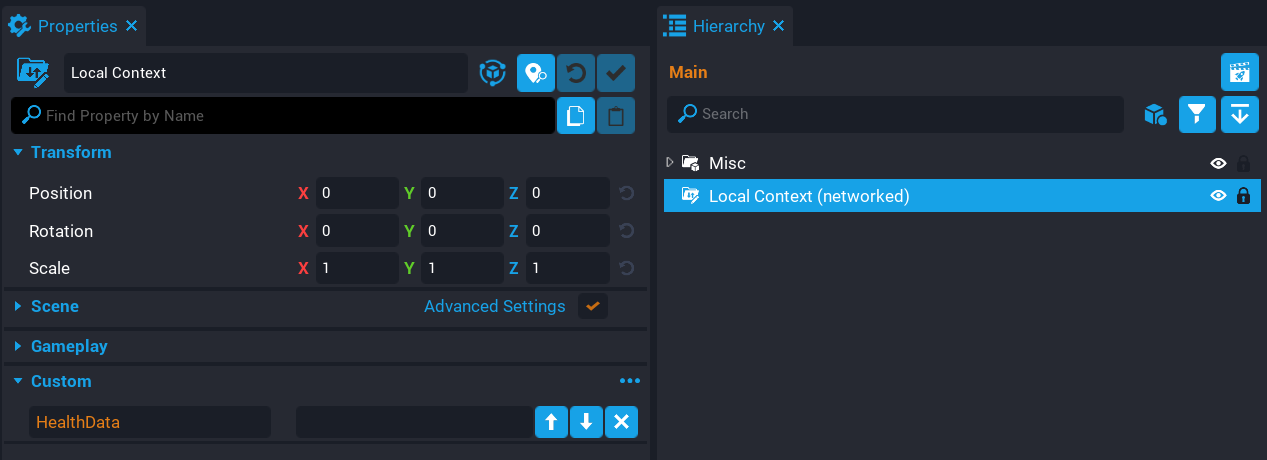 Properties
Local Context
Find Property by Name
Transform
Position X 0 Y 0 Z 0
Rotation X 0 Y 0 Z 0
Scale X 1 Y 1 Z 1
Scene Advanced Settings
Gameplay
Custom
HealthData
Hierarchy
Main
Search
Misc
Local Context (networked)